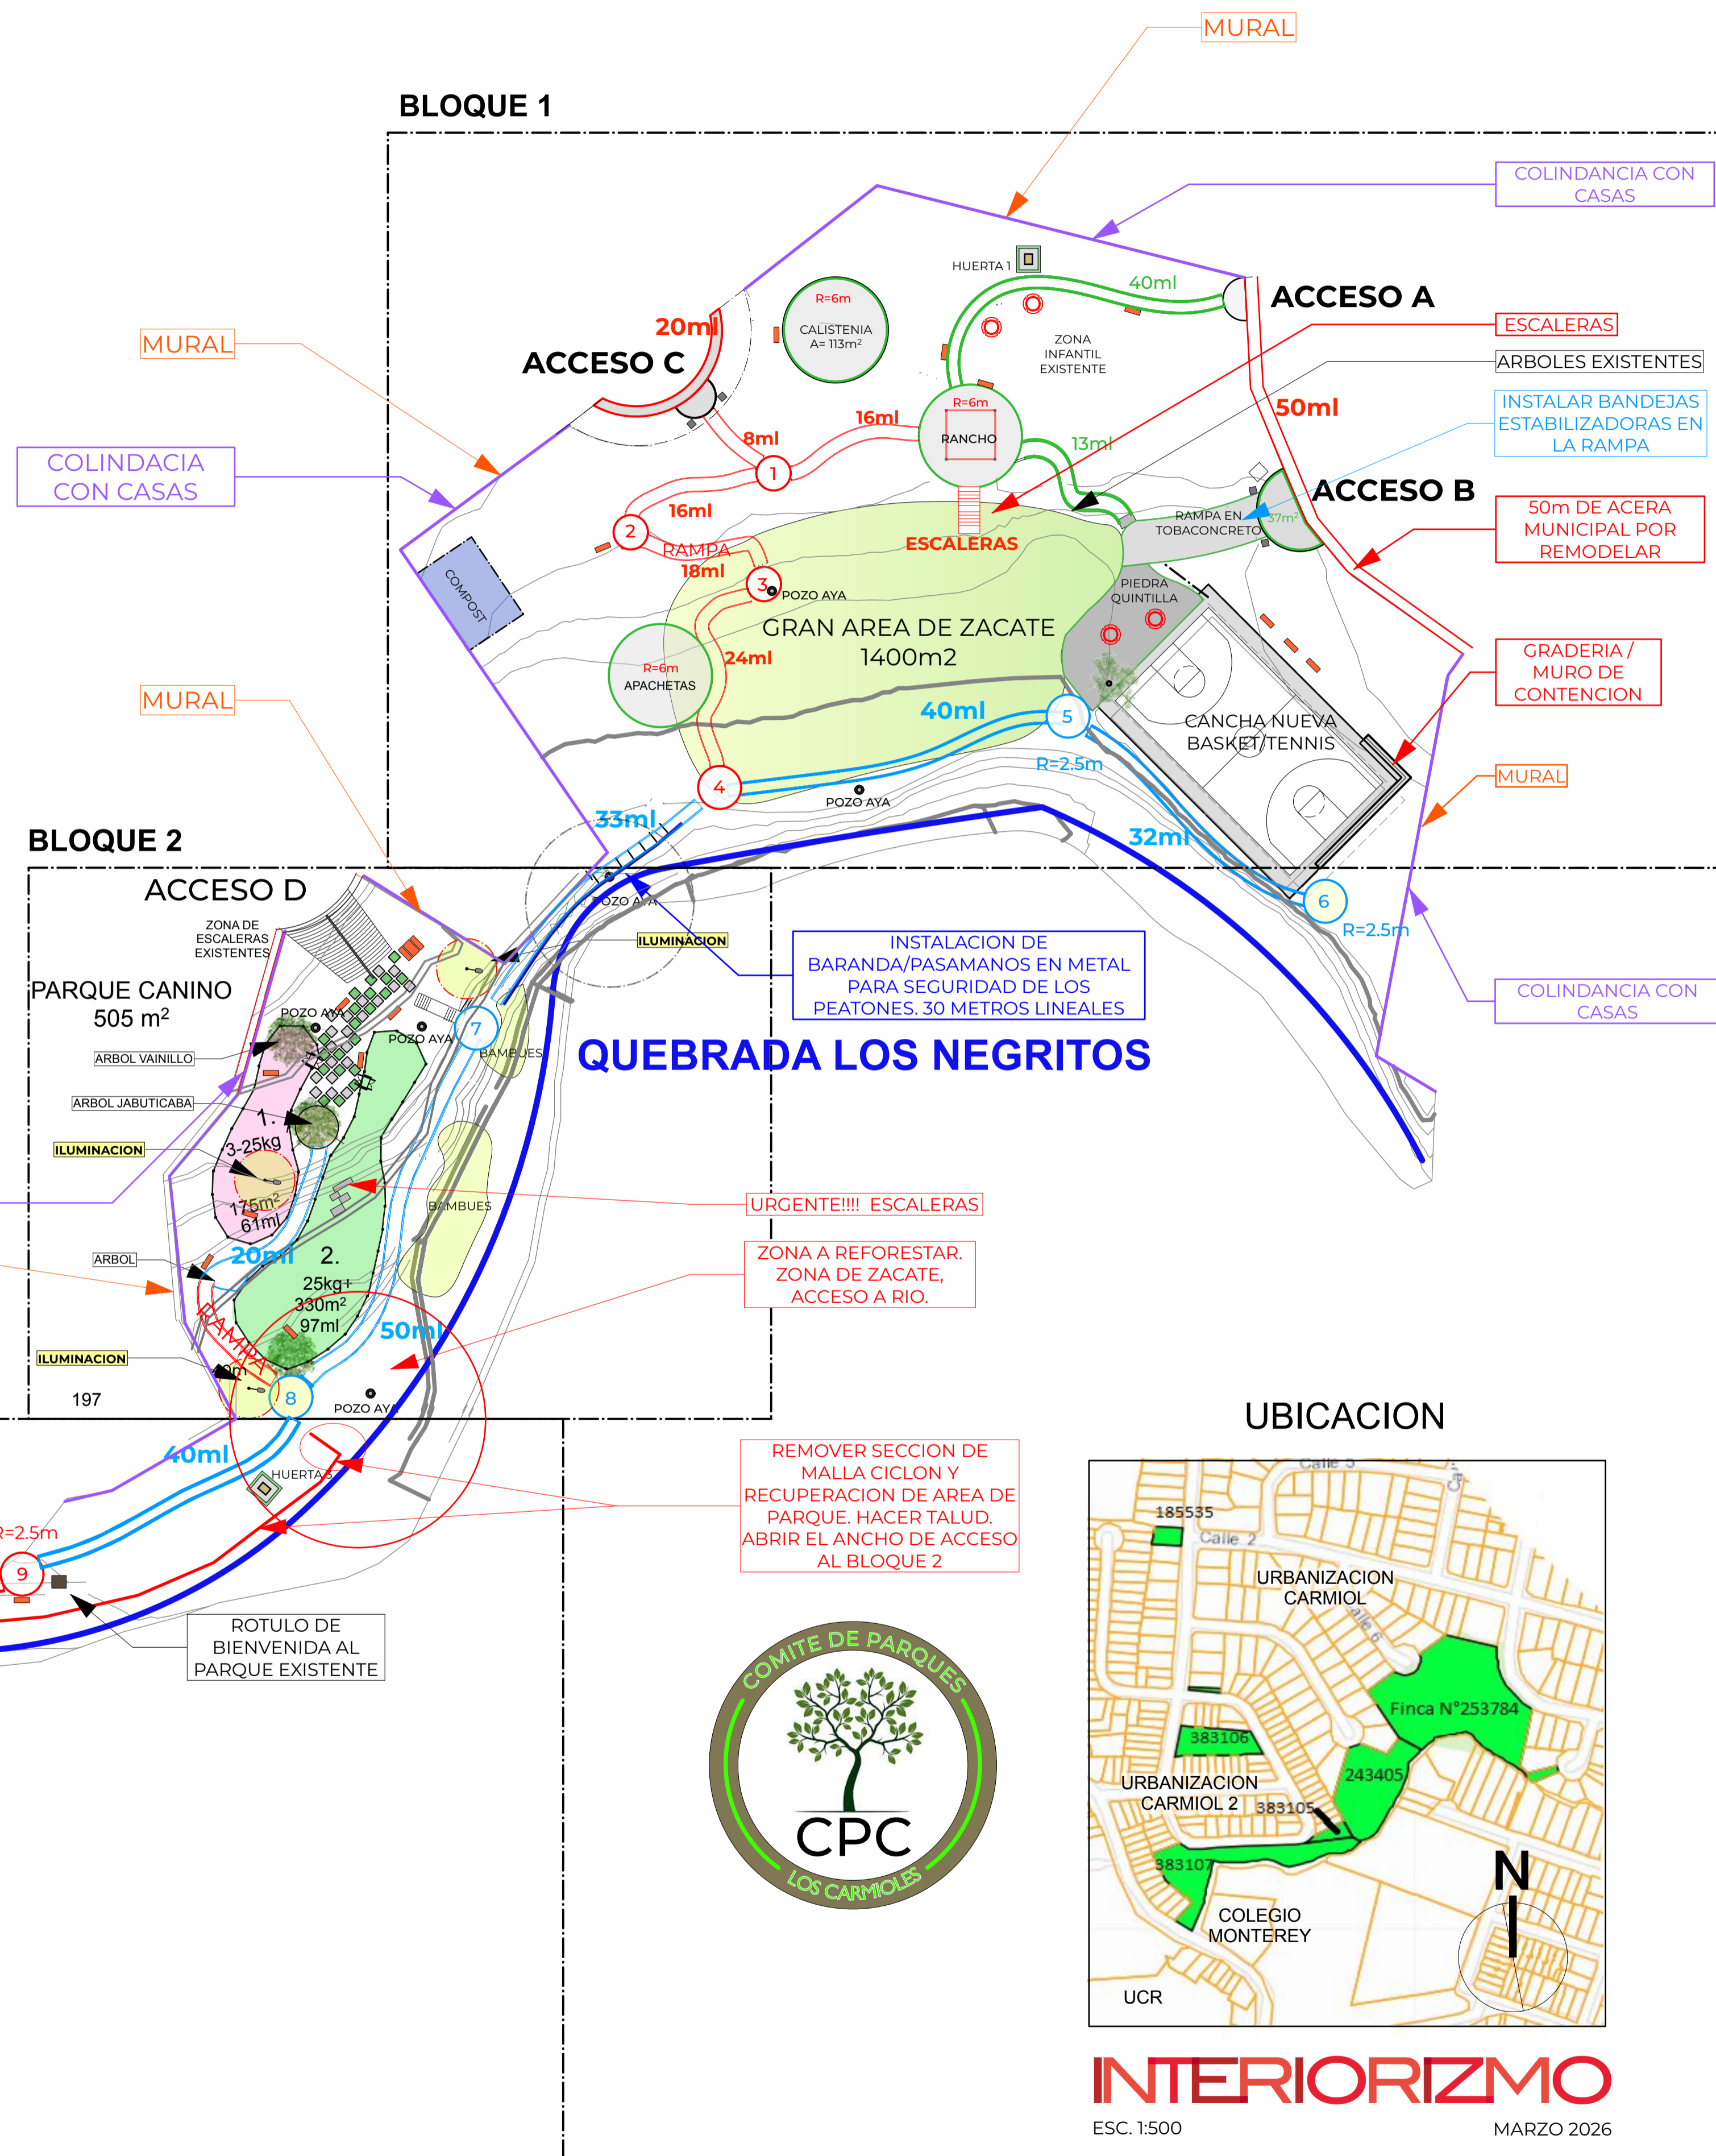 MURAL
BLOQUE 1
COLINDANCIA CON
CASAS
HUERTA 1
40ml
ACCESO A
R=6m
CALISTENIA
A= 113m²
20ml
ESCALERAS
MURAL
ACCESO C
ZONA
INFANTIL
EXISTENTE
ARBOLES EXISTENTES
R=6m
RANCHO
16ml
8ml
13ml
50ml
INSTALAR BANDEJAS
ESTABILIZADORAS EN
LA RAMPA
COLINDACIA
CON CASAS
1
ACCESO B
16ml
2
RAMPA EN
TOBACONCRETO
37m²
50m DE ACERA
MUNICIPAL POR
REMODELAR
RAMPA
18ml
ESCALERAS
COMPOST
3
POZO AYA
PIEDRA
QUINTILLA
GRAN AREA DE ZACATE
1400m2
24ml
R=6m
APACHETAS
GRADERIA /
MURO DE
CONTENCION
MURAL
40ml
5
CANCHA NUEVA
BASKET/TENNIS
R=2.5m
MURAL
4
POZO AYA
33ml
32ml
BLOQUE 2
ACCESO D
POZO AYA
6
R=2.5m
ZONA DE
ESCALERAS
EXISTENTES
ILUMINACION
INSTALACION DE
BARANDA/PASAMANOS EN METAL
PARA SEGURIDAD DE LOS
PEATONES. 30 METROS LINEALES
COLINDANCIA CON
CASAS
PARQUE CANINO
505 m²
POZO AYA
POZO AYA
7
BAMBUES
QUEBRADA LOS NEGRITOS
ARBOL VAINILLO
ARBOL JABUTICABA
1.
3-25kg
ILUMINACION
175m²
61ml
BAMBUES
URGENTE!!!! ESCALERAS
ARBOL
20ml
2.
25kg+
330m²
97ml
ZONA A REFORESTAR.
ZONA DE ZACATE,
ACCESO A RIO.
RAMPA
50ml
ILUMINACION
197
8
POZO AYA
40ml
HUERTA 3
REMOVER SECCION DE
MALLA CICLON Y
RECUPERACION DE AREA DE
PARQUE. HACER TALUD.
ABRIR EL ANCHO DE ACCESO
AL BLOQUE 2
R=2.5m
9
ROTULO DE
BIENVENIDA AL
PARQUE EXISTENTE
COMITE DE PARQUES
CPC
LOS CARMIOLES
UBICACION
Calle 5
185535
Calle 2
URBANIZACION
CARMIOL
Finca N°253784
383106
243405
URBANIZACION
CARMIOL 2
383105
383107
N
COLEGIO
MONTEREY
UCR
INTERIORIZMO
ESC. 1:500
MARZO 2026